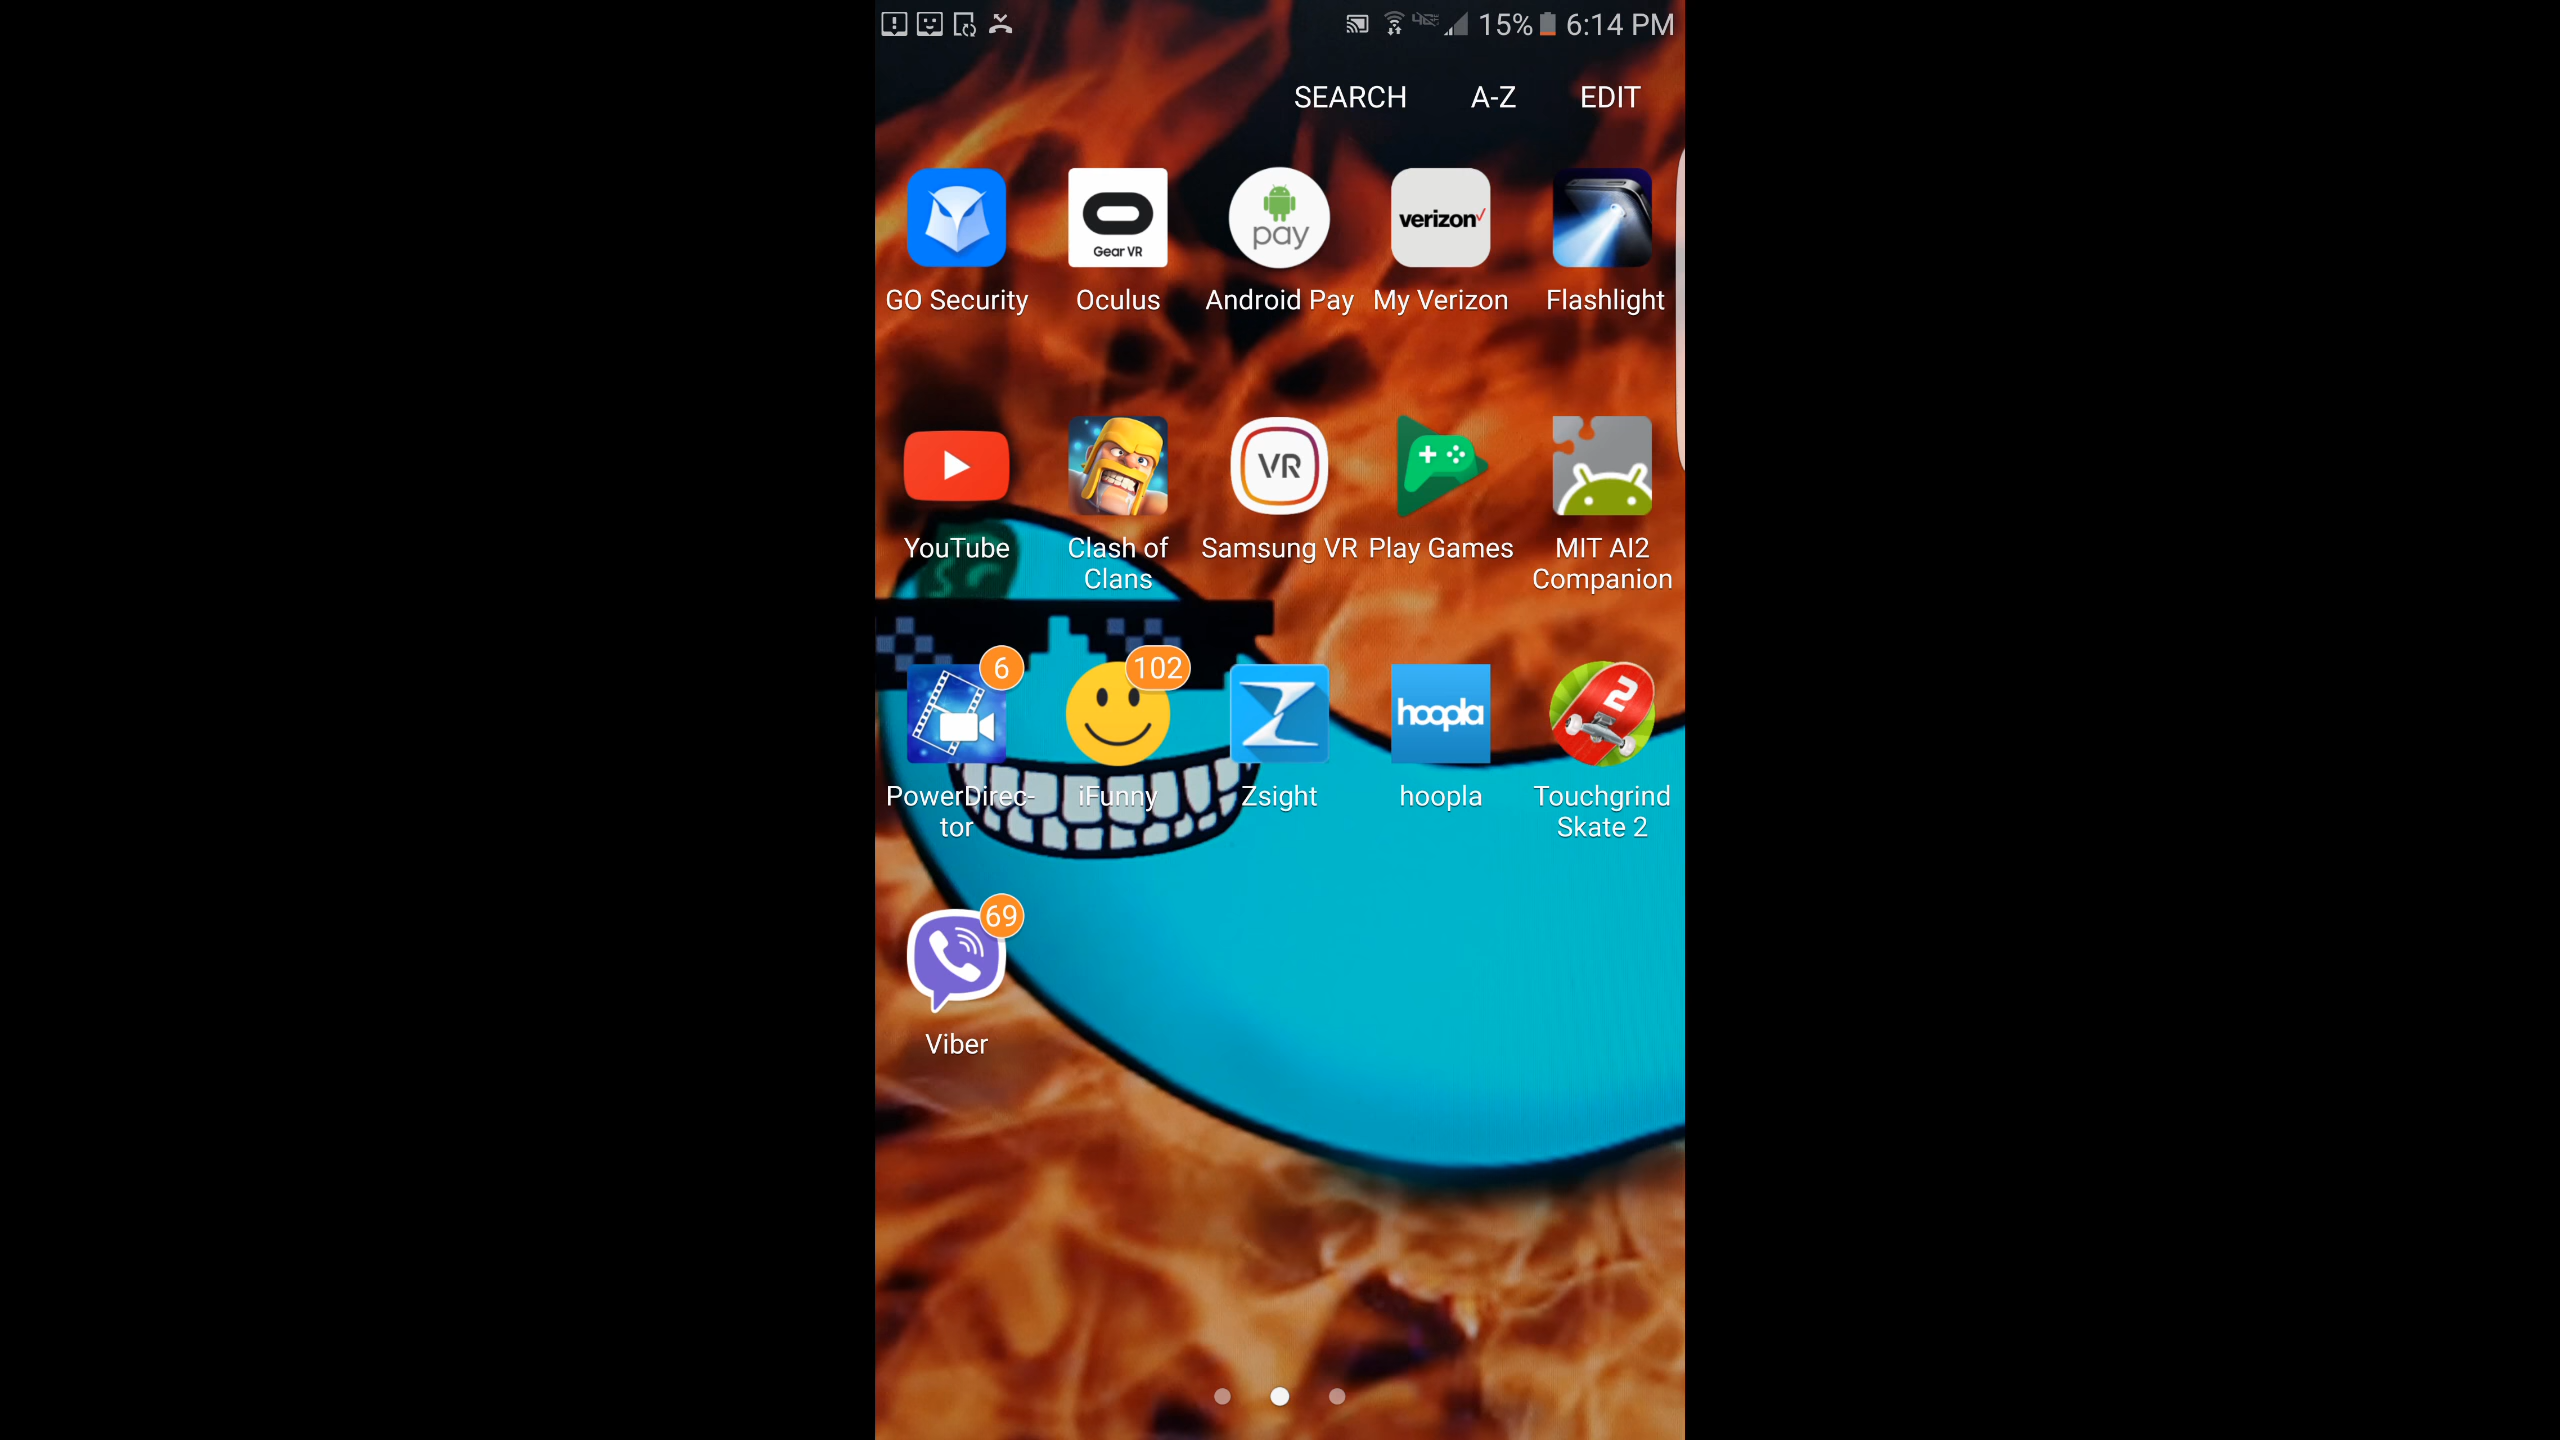 15% 6:14 PM
SEARCH A-Z EDIT
Gear VR
pay
verizon
GO Security Oculus Android Pay My Verizon Flashlight
VR
YouTube Clash of Clans Samsung VR Play Games MIT AI2 Companion
6 102
hoopla
2
PowerDirec-
tor
iFunny Zsight hoopla Touchgrind Skate 2
69
Viber